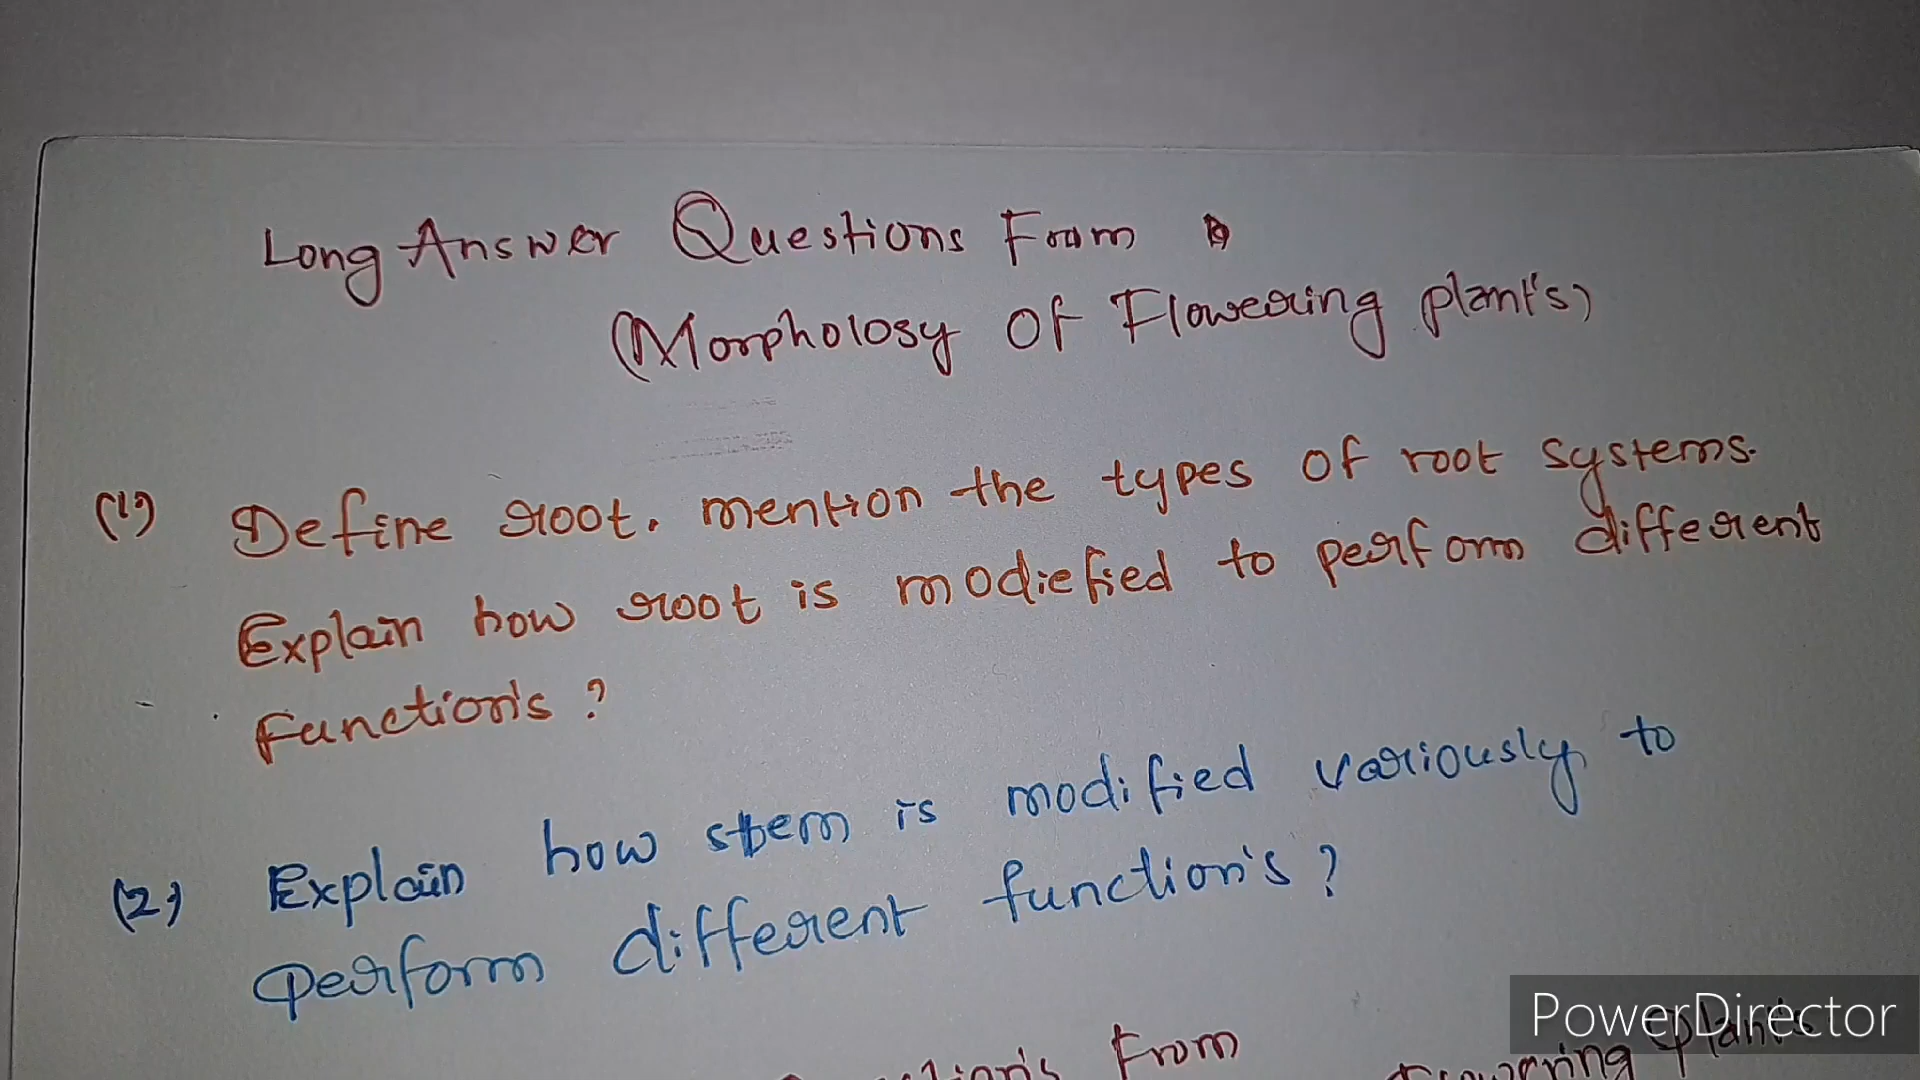 Long Answer Questions From
(Morpholosy Of Flowering plant's)
(1) Define root. mention the types of root systems.
Explain how root is modiefied to perform different
functions'?
(2) Explain how stem is modified variously to
perform different function's?
From
PowerDirector
plant's